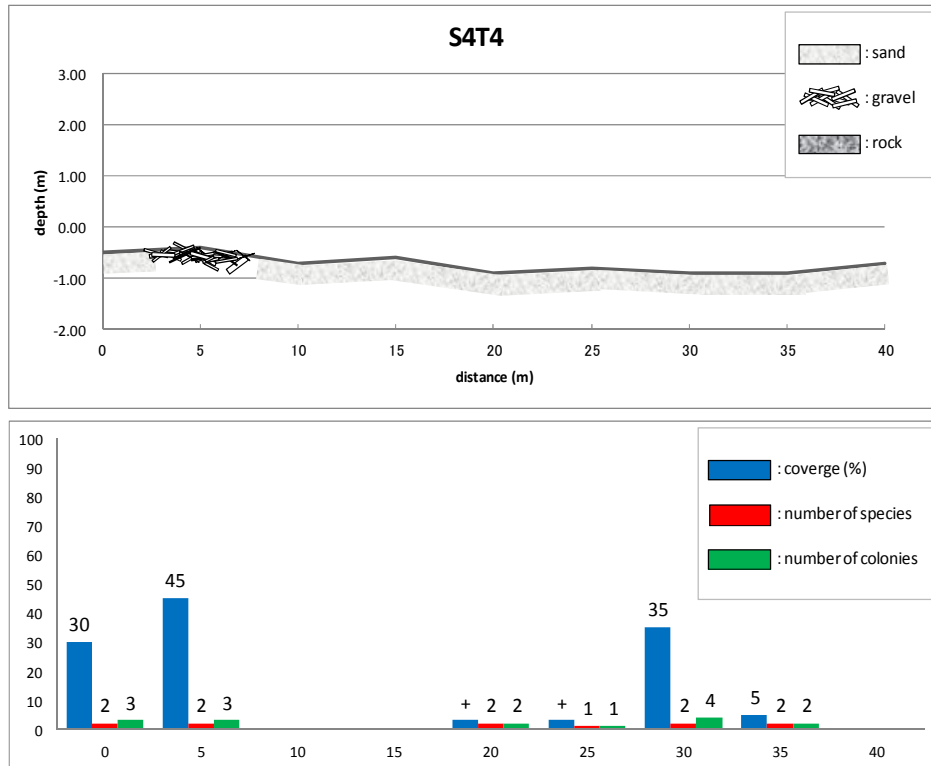 S4T4
: sand
: gravel
: rock
3.00
2.00
1.00
0.00
-1.00
-2.00
depth (m)
0 5 10 15 20 25 30 35 40
distance (m)
: coverge (%)
: number of species
: number of colonies
100
90
80
70
60
50
40
30
20
10
0
30 2 3 45 2 3 + 2 2 + 1 1 35 2 4 5 2 2
0 5 10 15 20 25 30 35 40